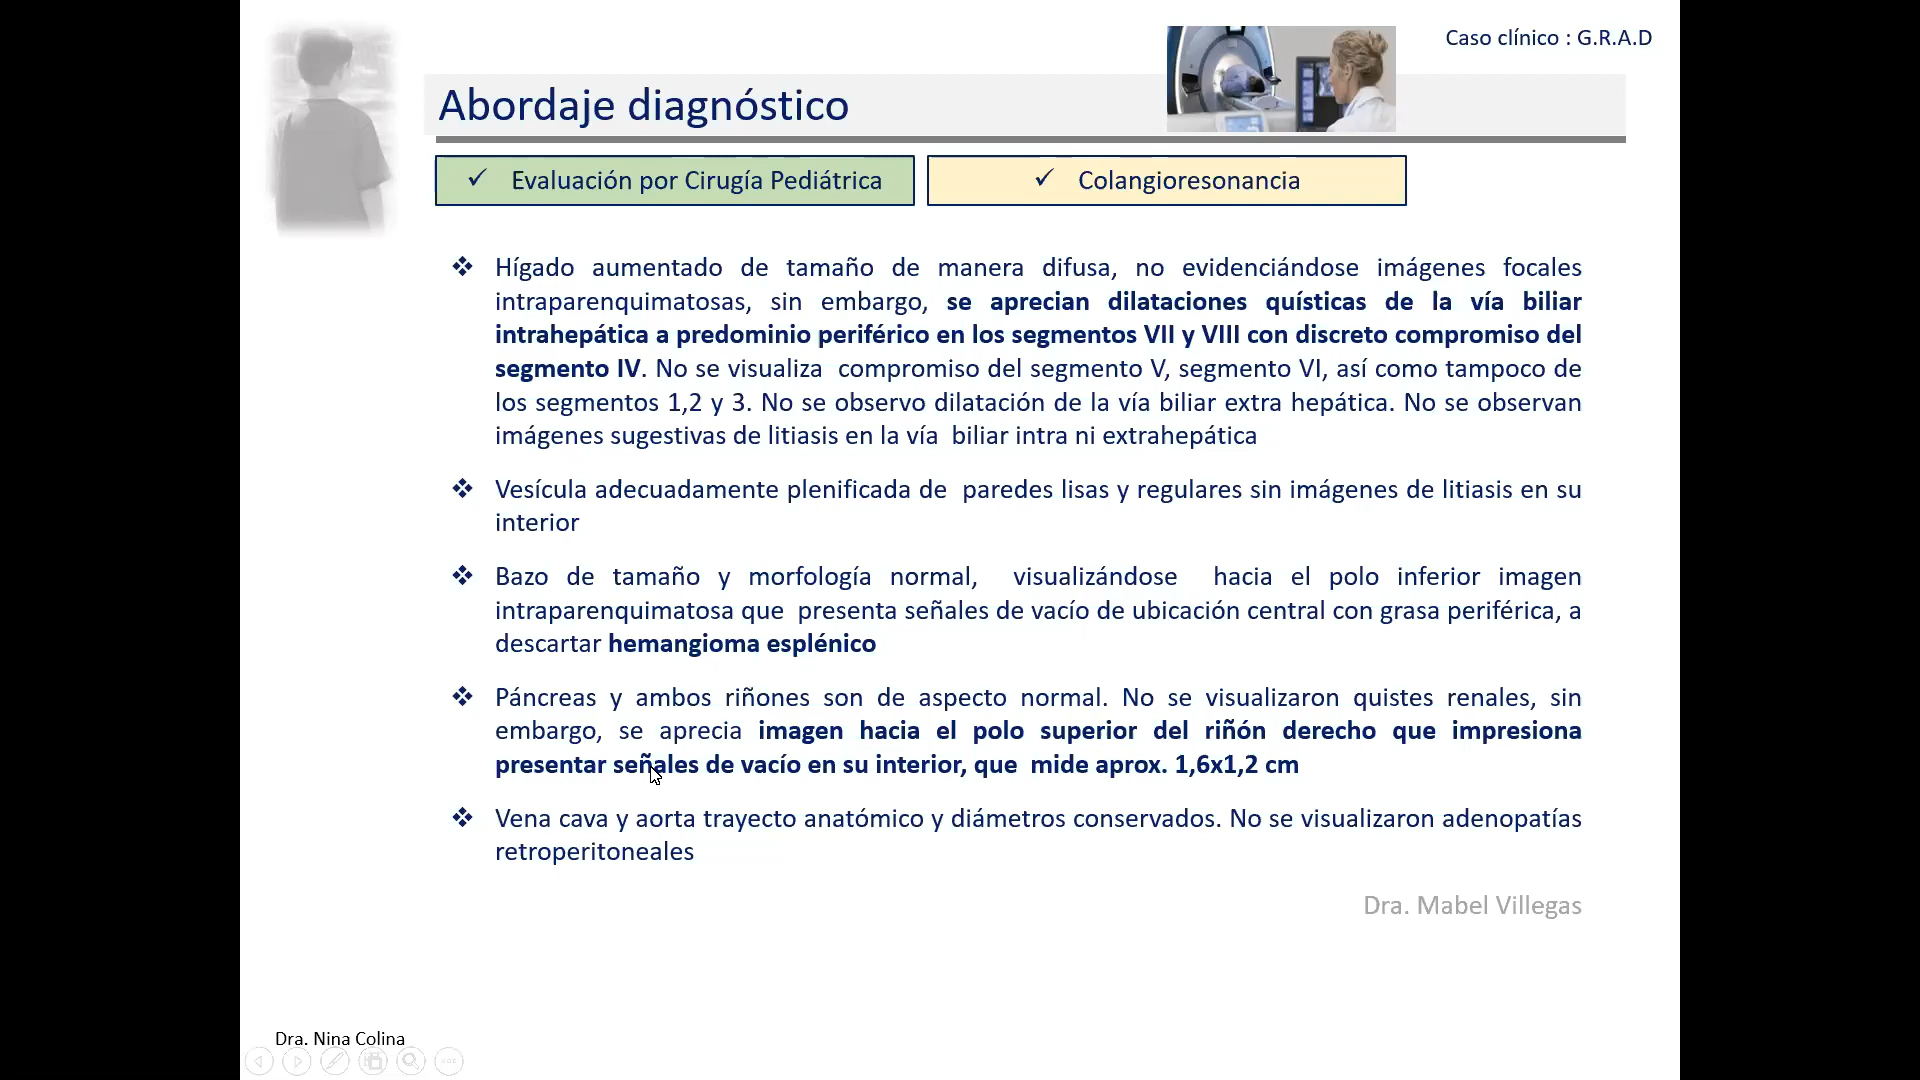 Caso clínico : G.R.A.D
Abordaje diagnóstico
✓ Evaluación por Cirugía Pediátrica
✓ Colangioresonancia
❖ Hígado aumentado de tamaño de manera difusa, no evidenciándose imágenes focales
intraparenquimatosas, sin embargo, se aprecian dilataciones quísticas de la vía biliar
intrahepática a predominio periférico en los segmentos VII y VIII con discreto compromiso del
segmento IV. No se visualiza compromiso del segmento V, segmento VI, así como tampoco de
los segmentos 1,2 y 3. No se observo dilatación de la vía biliar extra hepática. No se observan
imágenes sugestivas de litiasis en la vía biliar intra ni extrahepática
❖ Vesícula adecuadamente plenificada de paredes lisas y regulares sin imágenes de litiasis en su
interior
❖ Bazo de tamaño y morfología normal, visualizándose hacia el polo inferior imagen
intraparenquimatosa que presenta señales de vacío de ubicación central con grasa periférica, a
descartar hemangioma esplénico
❖ Páncreas y ambos riñones son de aspecto normal. No se visualizaron quistes renales, sin
embargo, se aprecia imagen hacia el polo superior del riñón derecho que impresiona
presentar señales de vacío en su interior, que mide aprox. 1,6x1,2 cm
❖ Vena cava y aorta trayecto anatómico y diámetros conservados. No se visualizaron adenopatías
retroperitoneales
Dra. Mabel Villegas
Dra. Nina Colina